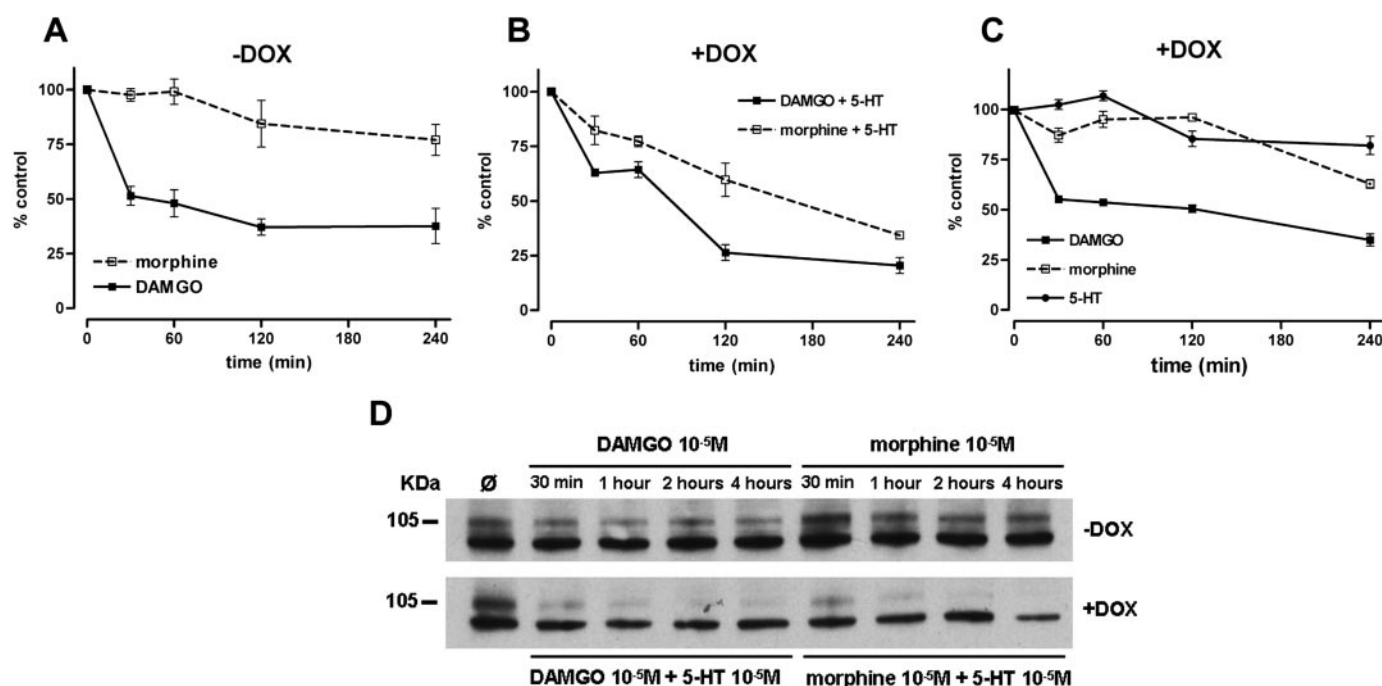 A
-DOX
% control
100
75
50
25
0
morphine
DAMGO
0 60 120 180 240
time (min)
B
+DOX
% control
100
75
50
25
0
DAMGO + 5-HT
morphine + 5-HT
0 60 120 180 240
time (min)
C
+DOX
% control
100
75
50
25
0
DAMGO
morphine
5-HT
0 60 120 180 240
time (min)
D
DAMGO 10⁻⁵M morphine 10⁻⁵M
KDa Ø 30 min 1 hour 2 hours 4 hours 30 min 1 hour 2 hours 4 hours
105
-DOX
105
+DOX
DAMGO 10⁻⁵M + 5-HT 10⁻⁵M morphine 10⁻⁵M + 5-HT 10⁻⁵M